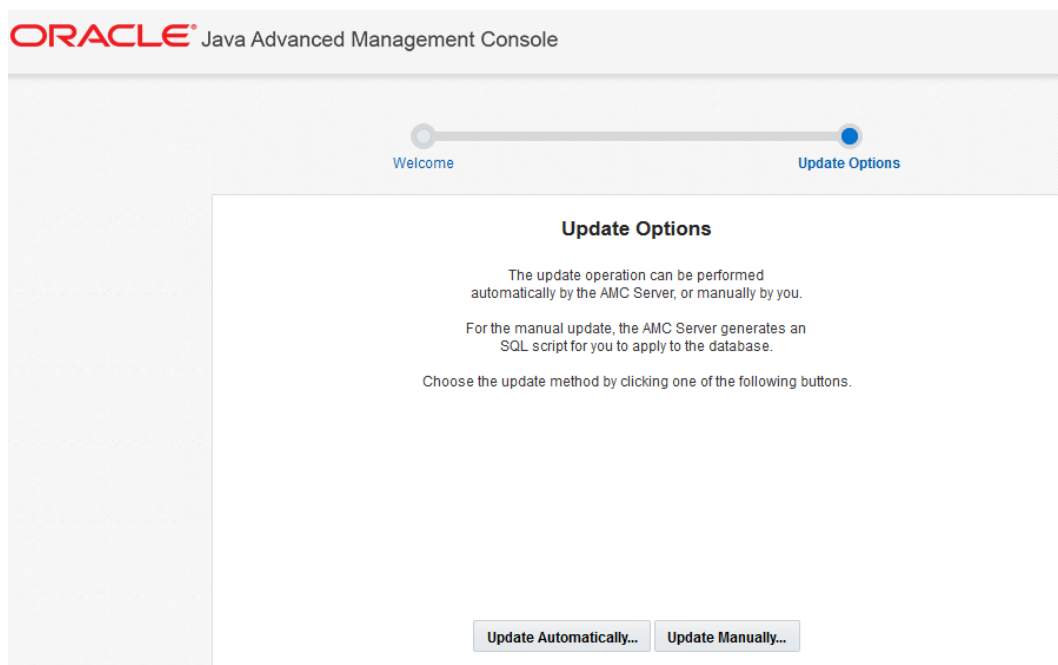 ORACLE® Java Advanced Management Console
Welcome
Update Options
Update Options
The update operation can be performed
automatically by the AMC Server, or manually by you.
For the manual update, the AMC Server generates an
SQL script for you to apply to the database.
Choose the update method by clicking one of the following buttons.
Update Automatically... Update Manually...